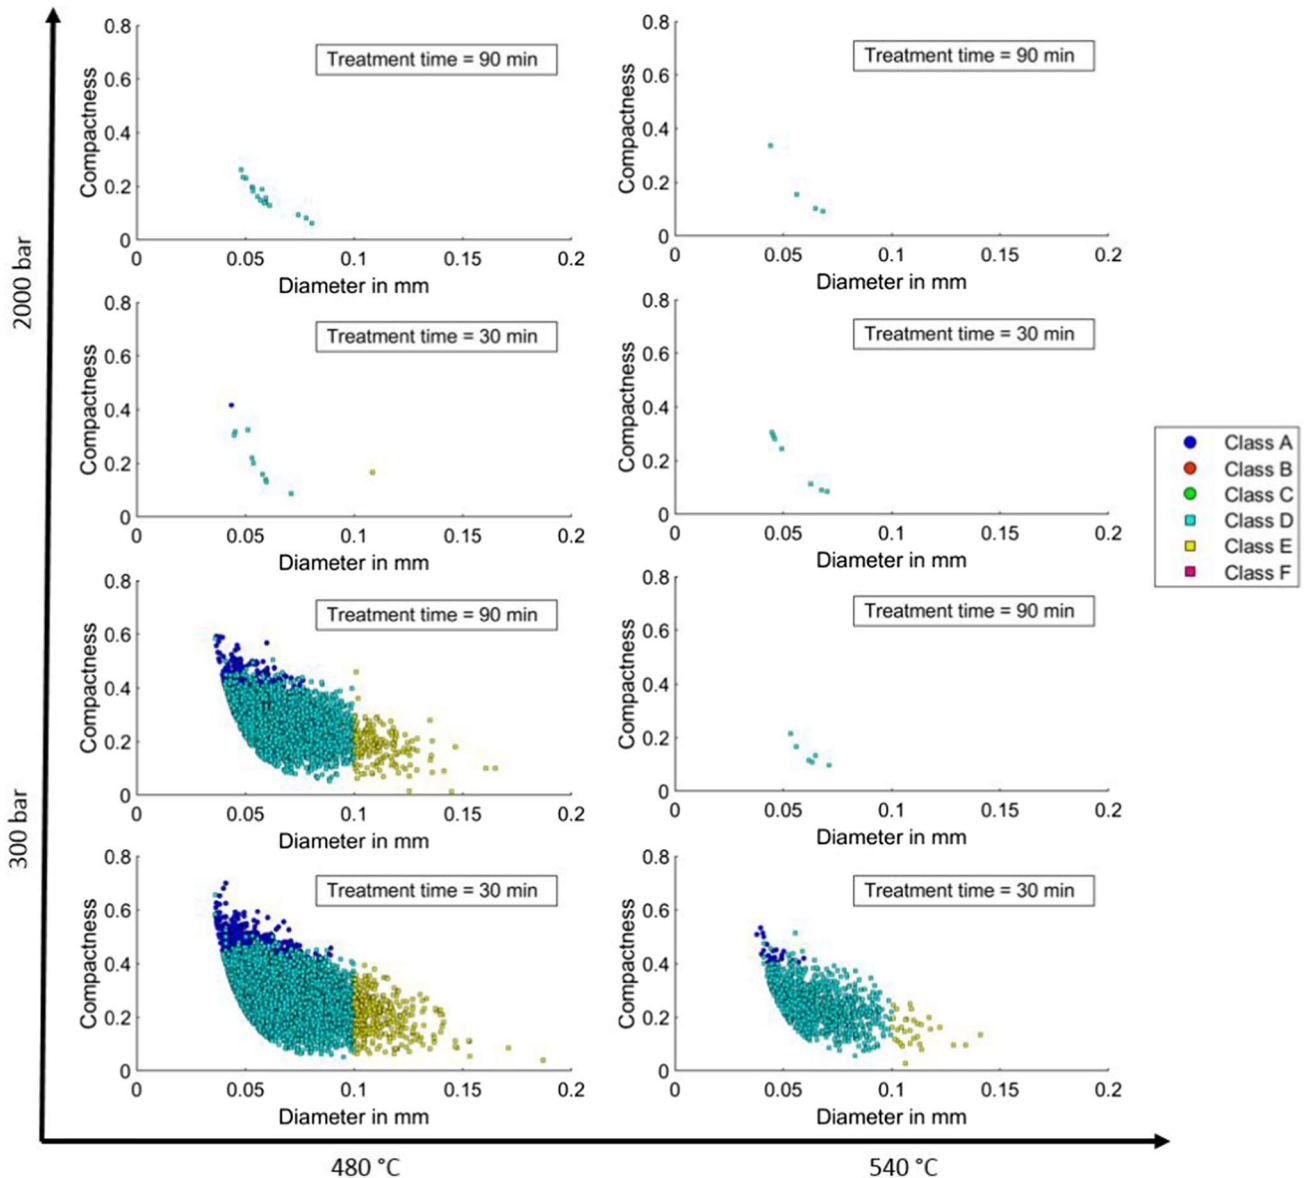 2000 bar
300 bar
0.8
0.6
0.4
0.2
0
Compactness
Treatment time = 90 min
0 0.05 0.1 0.15 0.2
Diameter in mm
0.8
0.6
0.4
0.2
0
Compactness
Treatment time = 90 min
0 0.05 0.1 0.15 0.2
Diameter in mm
0.8
0.6
0.4
0.2
0
Compactness
Treatment time = 30 min
0 0.05 0.1 0.15 0.2
Diameter in mm
0.8
0.6
0.4
0.2
0
Compactness
Treatment time = 30 min
0 0.05 0.1 0.15 0.2
Diameter in mm
Class A
Class B
Class C
Class D
Class E
Class F
0.8
0.6
0.4
0.2
0
Compactness
Treatment time = 90 min
0 0.05 0.1 0.15 0.2
Diameter in mm
0.8
0.6
0.4
0.2
0
Compactness
Treatment time = 90 min
0 0.05 0.1 0.15 0.2
Diameter in mm
0.8
0.6
0.4
0.2
0
Compactness
Treatment time = 30 min
0 0.05 0.1 0.15 0.2
Diameter in mm
0.8
0.6
0.4
0.2
0
Compactness
Treatment time = 30 min
0 0.05 0.1 0.15 0.2
Diameter in mm
480 °C
540 °C